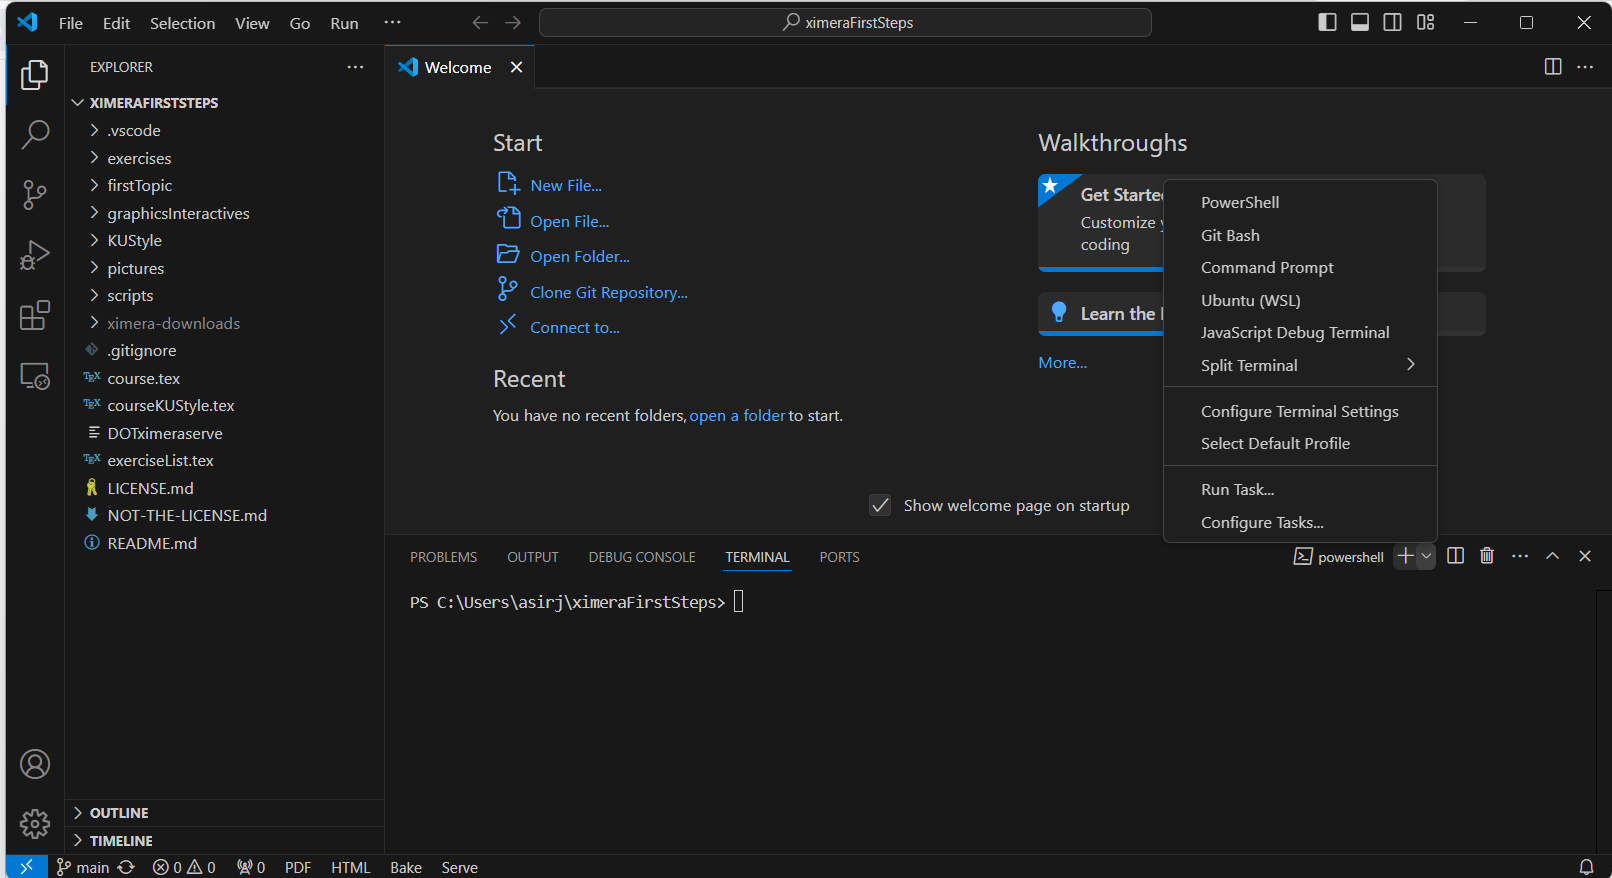 File Edit Selection View Go Run ···
ximeraFirstSteps
EXPLORER
XIMERAFIRSTSTEPS
.vscode
exercises
firstTopic
graphicsInteractives
KUStyle
pictures
scripts
ximera-downloads
.gitignore
course.tex
courseKUStyle.tex
DOTximeraserve
exerciseList.tex
LICENSE.md
NOT-THE-LICENSE.md
README.md
OUTLINE
TIMELINE
Welcome
Start
New File...
Open File...
Open Folder...
Clone Git Repository...
Connect to...
Recent
You have no recent folders, open a folder to start.
Walkthroughs
Get Starte
Customize y
coding
Learn the
More...
Show welcome page on startup
PowerShell
Git Bash
Command Prompt
Ubuntu (WSL)
JavaScript Debug Terminal
Split Terminal
Configure Terminal Settings
Select Default Profile
Run Task...
Configure Tasks...
PROBLEMS OUTPUT DEBUG CONSOLE TERMINAL PORTS
powershell
PS C:\Users\asirj\ximeraFirstSteps>
main 0 0 0 PDF HTML Bake Serve